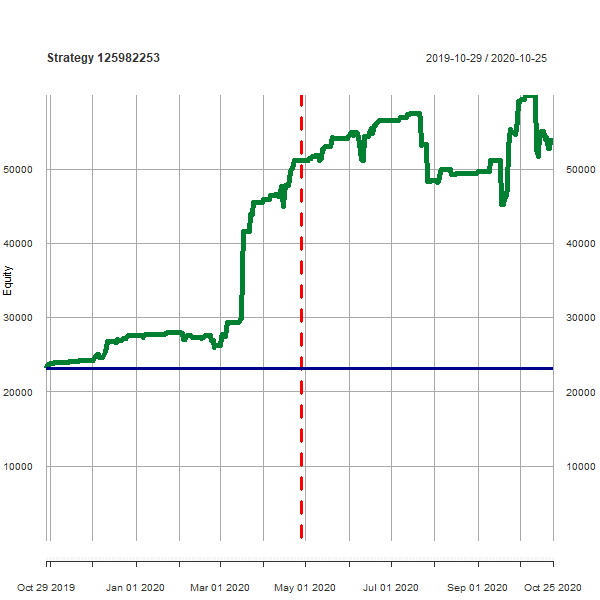 Strategy 125982253
2019-10-29 / 2020-10-25
50000
50000
40000
40000
Equity
30000
30000
20000
20000
10000
10000
Oct 29 2019
Jan 01 2020
Mar 01 2020
May 01 2020
Jul 01 2020
Sep 01 2020
Oct 25 2020